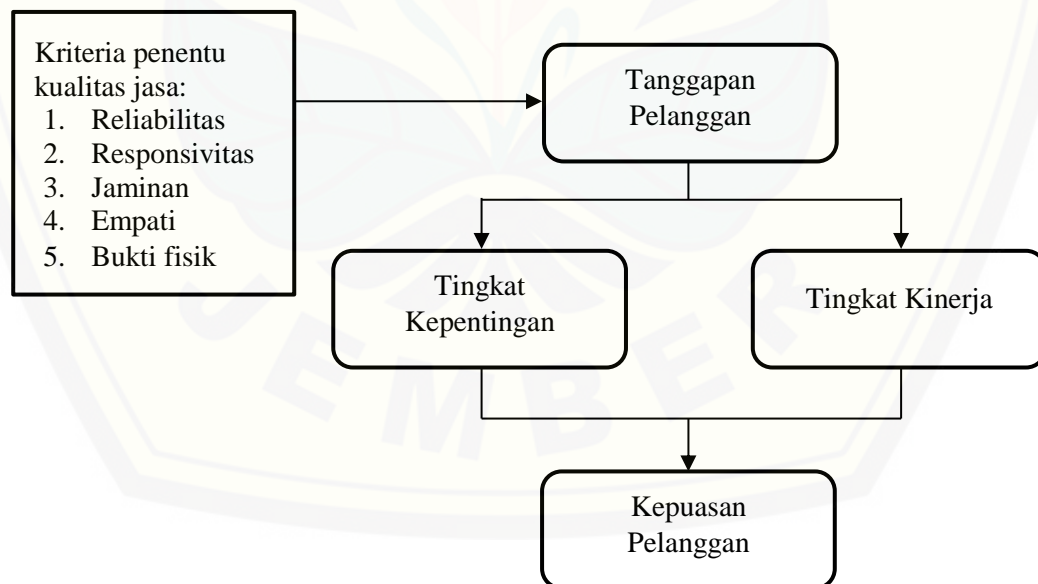 Kriteria penentu
kualitas jasa:
1. Reliabilitas
2. Responsivitas
3. Jaminan
4. Empati
5. Bukti fisik
Tanggapan
Pelanggan
Tingkat
Kepentingan
Tingkat Kinerja
Kepuasan
Pelanggan
JEMBER